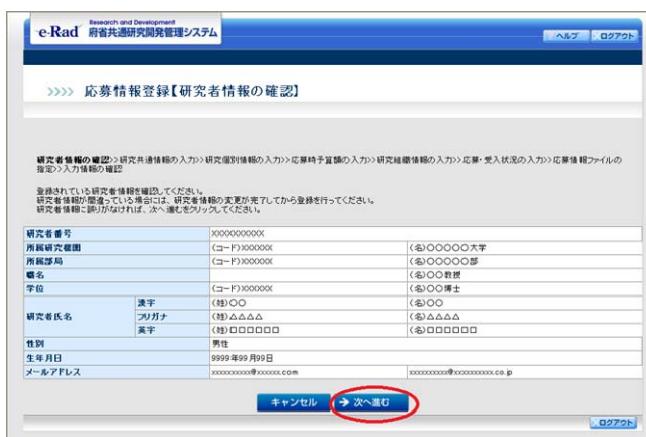 e-Rad Research and Development 府省共通研究開発管理システム
ヘルプ ログアウト
>>>> 応募情報登録【研究者情報の確認】
研究者情報の確認>>研究共通情報の入力>>研究個別情報の入力>>応募時予算額の入力>>研究組織情報の入力>>応募・受入状況の入力>>応募情報ファイルの
指定>>入力情報の確認
登録されている研究者情報を確認してください。
研究者情報が間違っている場合には、研究者情報の変更が完了してから登録を行ってください。
研究者情報に誤りがなければ、次へ進むをクリックしてください。
研究者番号 XXXXXXXXXX
所属研究機関 (コード)XXXXXX (名)○○○○○大学
所属部局 (コード)XXXXXX (名)○○○○○部
職名 (名)○○教授
学位 (コード)XXXXXX (名)○○博士
研究者氏名 漢字 (姓)○○ (名)○○
フリガナ (姓)△△△△ (名)△△△△
英字 (姓)□□□□□□ (名)□□□□□□
性別 男性
生年月日 9999年99月99日
メールアドレス xxxxxxxxxx@xxxxxx.com xxxxxxxxxx@xxxxxxxxxx.co.jp
キャンセル → 次へ進む
ログアウト